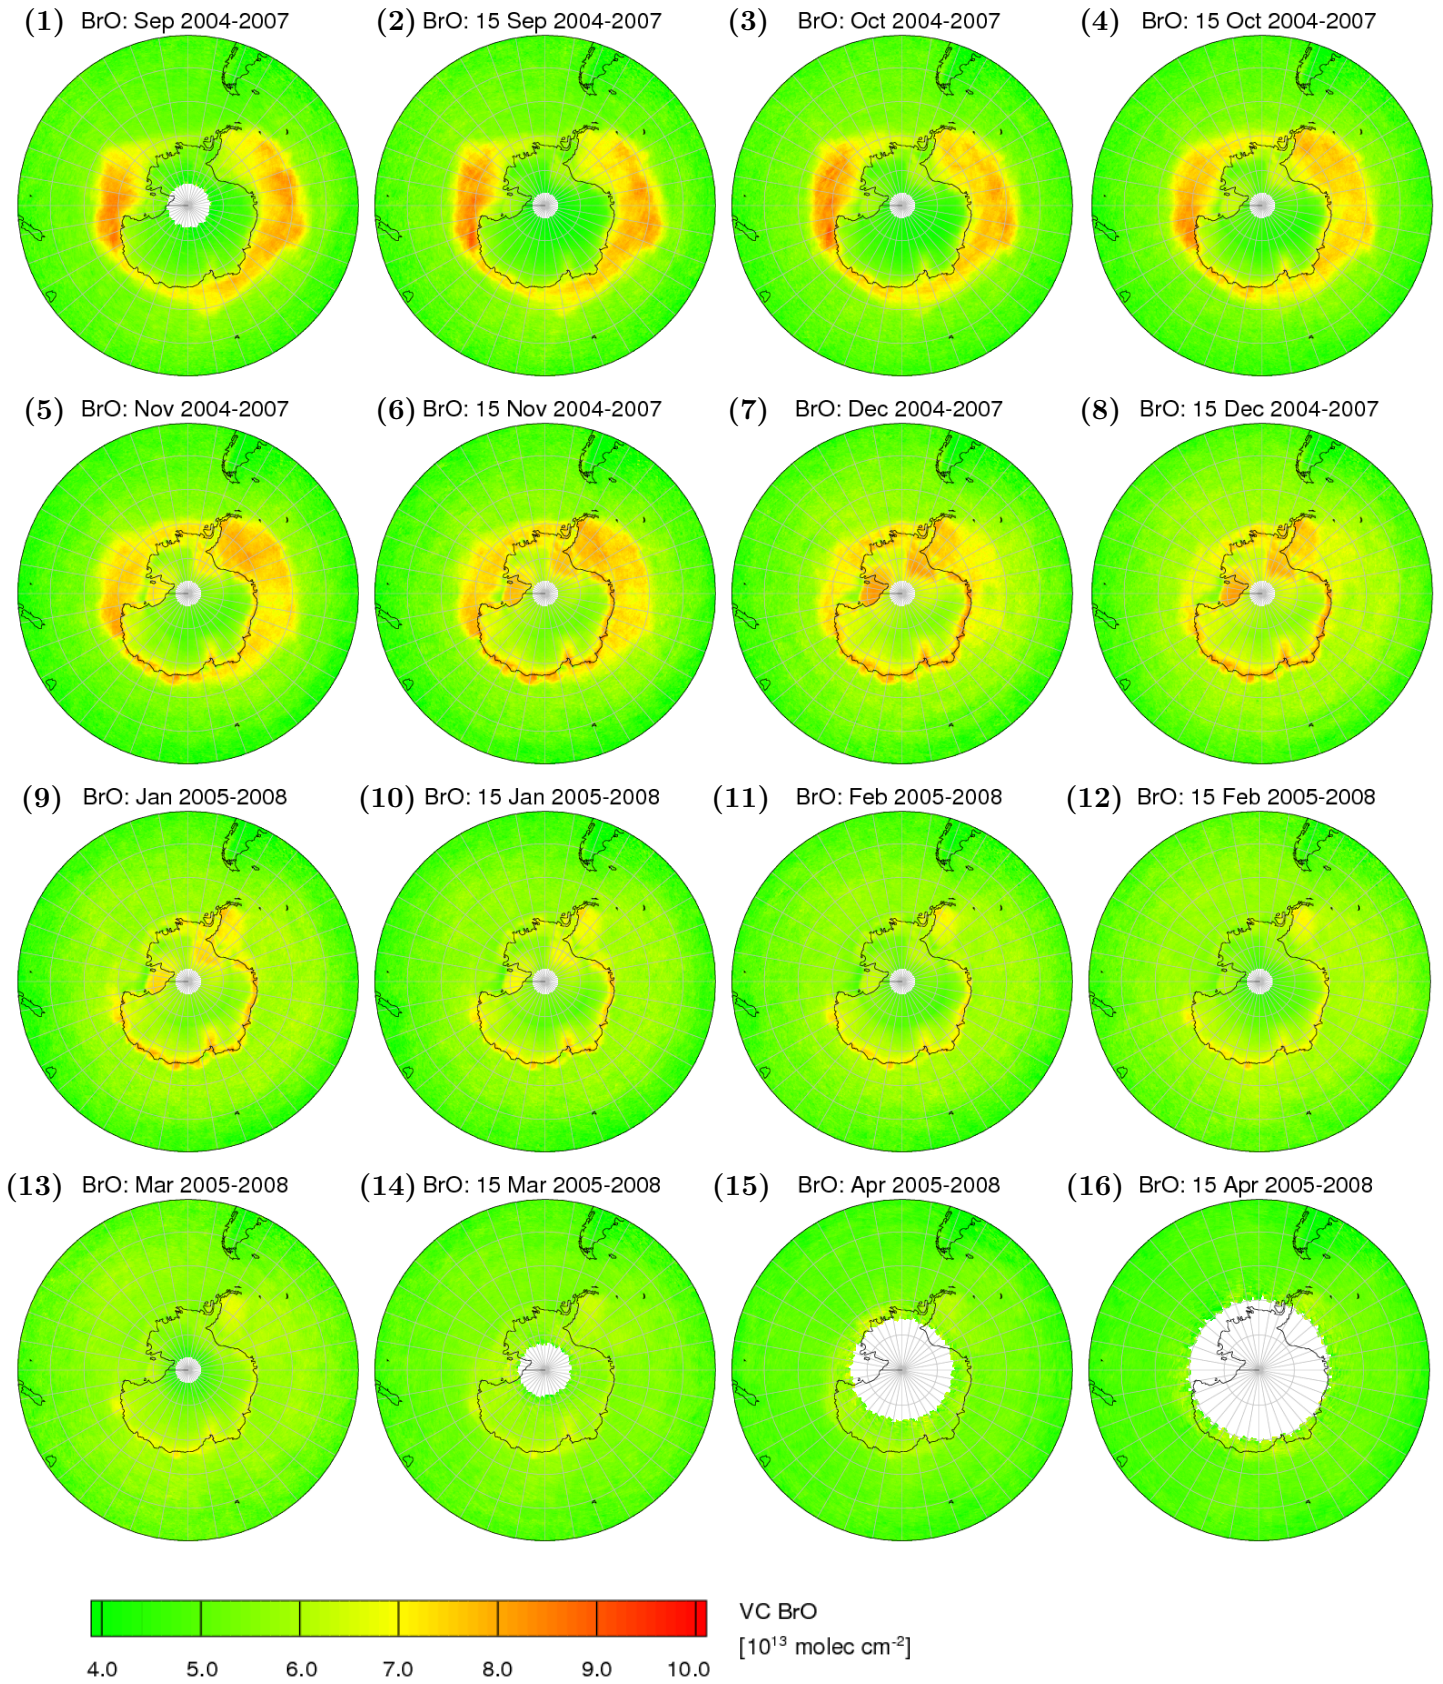 (1) BrO: Sep 2004-2007
(2) BrO: 15 Sep 2004-2007
(3) BrO: Oct 2004-2007
(4) BrO: 15 Oct 2004-2007
(5) BrO: Nov 2004-2007
(6) BrO: 15 Nov 2004-2007
(7) BrO: Dec 2004-2007
(8) BrO: 15 Dec 2004-2007
(9) BrO: Jan 2005-2008
(10) BrO: 15 Jan 2005-2008
(11) BrO: Feb 2005-2008
(12) BrO: 15 Feb 2005-2008
(13) BrO: Mar 2005-2008
(14) BrO: 15 Mar 2005-2008
(15) BrO: Apr 2005-2008
(16) BrO: 15 Apr 2005-2008
VC BrO
[10¹³ molec cm⁻²]
4.0 5.0 6.0 7.0 8.0 9.0 10.0